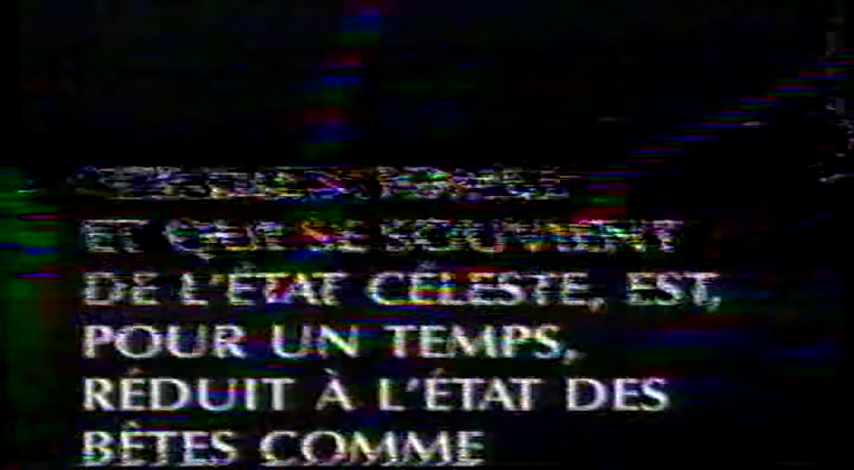 ET QUI SE SOUVIENT
DE L'ÉTAT CÉLESTE, EST,
POUR UN TEMPS,
RÉDUIT À L'ÉTAT DES
BÊTES COMME